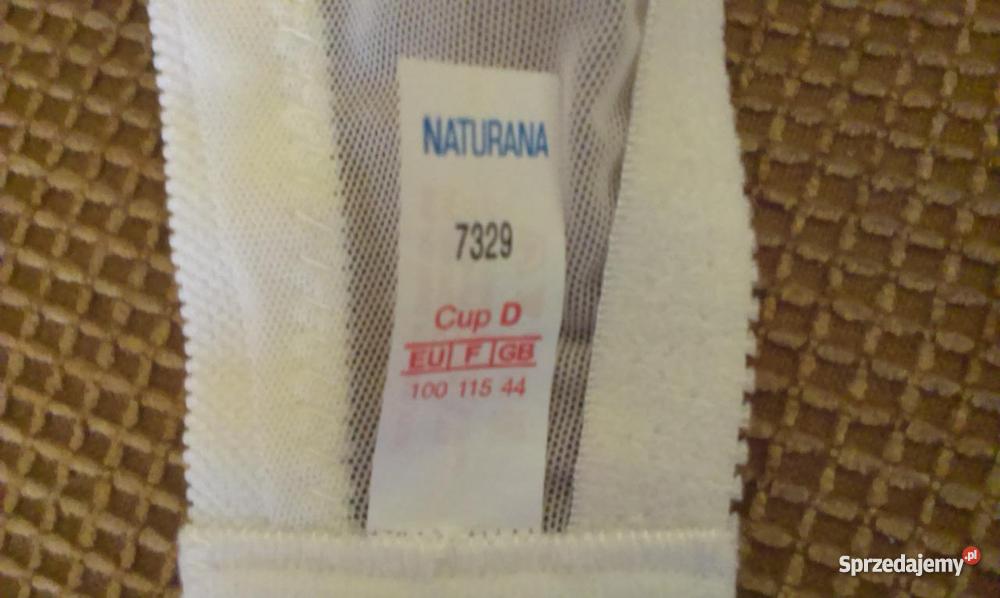 NATURANA
7329
Cup D
EU F GB
100 115 44
Sprzedajemy.pl